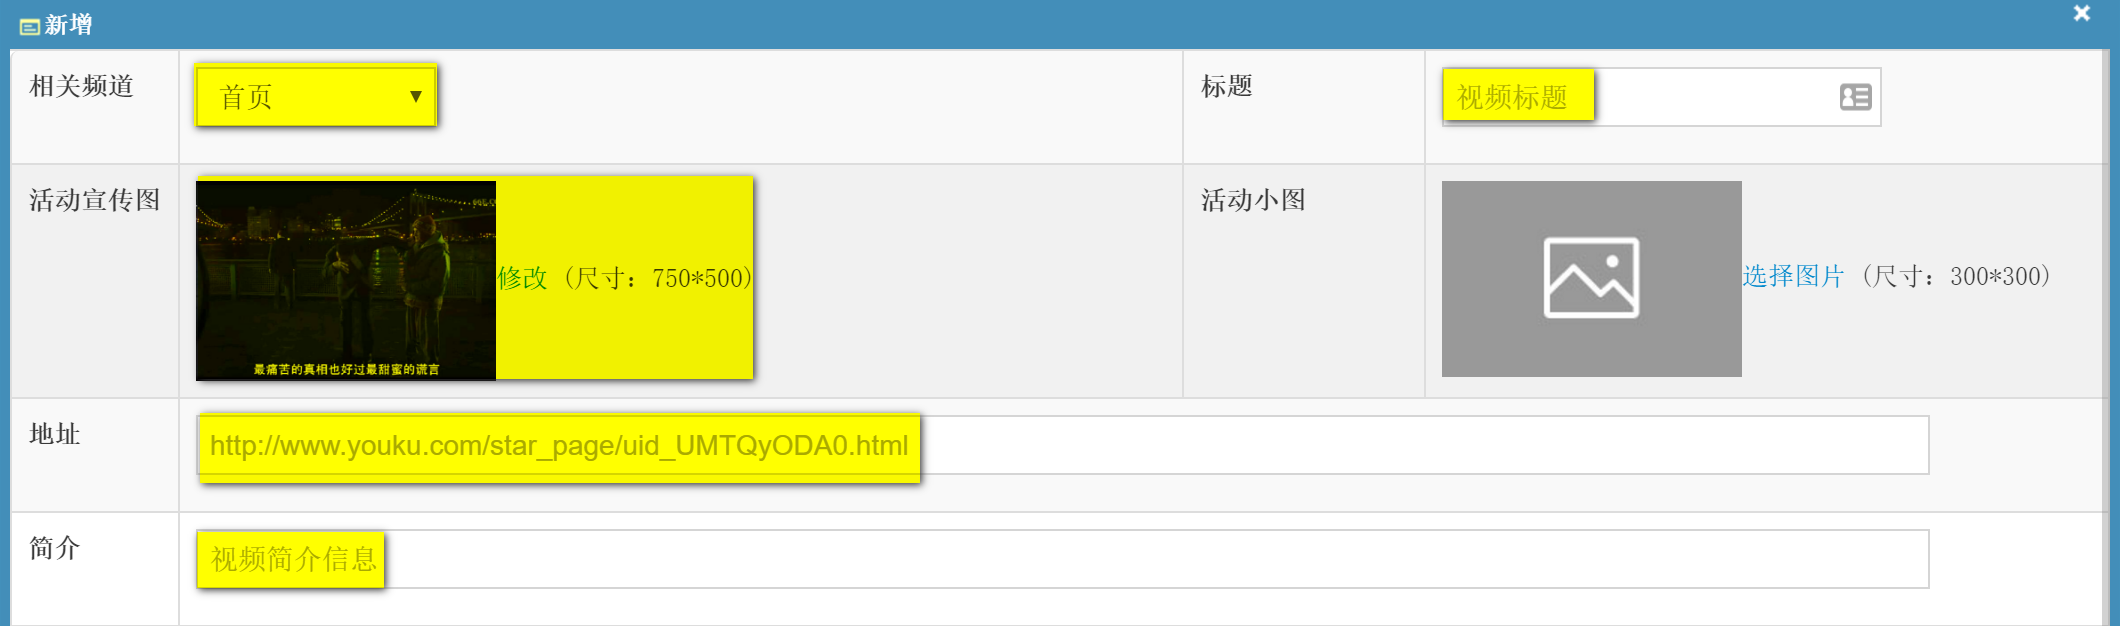 新增
相关频道
首页
标题
视频标题
活动宣传图
最痛苦的真相也好过最甜蜜的谎言
修改 (尺寸：750*500)
活动小图
选择图片 (尺寸：300*300)
地址
http://www.youku.com/star_page/uid_UMTQyODA0.html
简介
视频简介信息